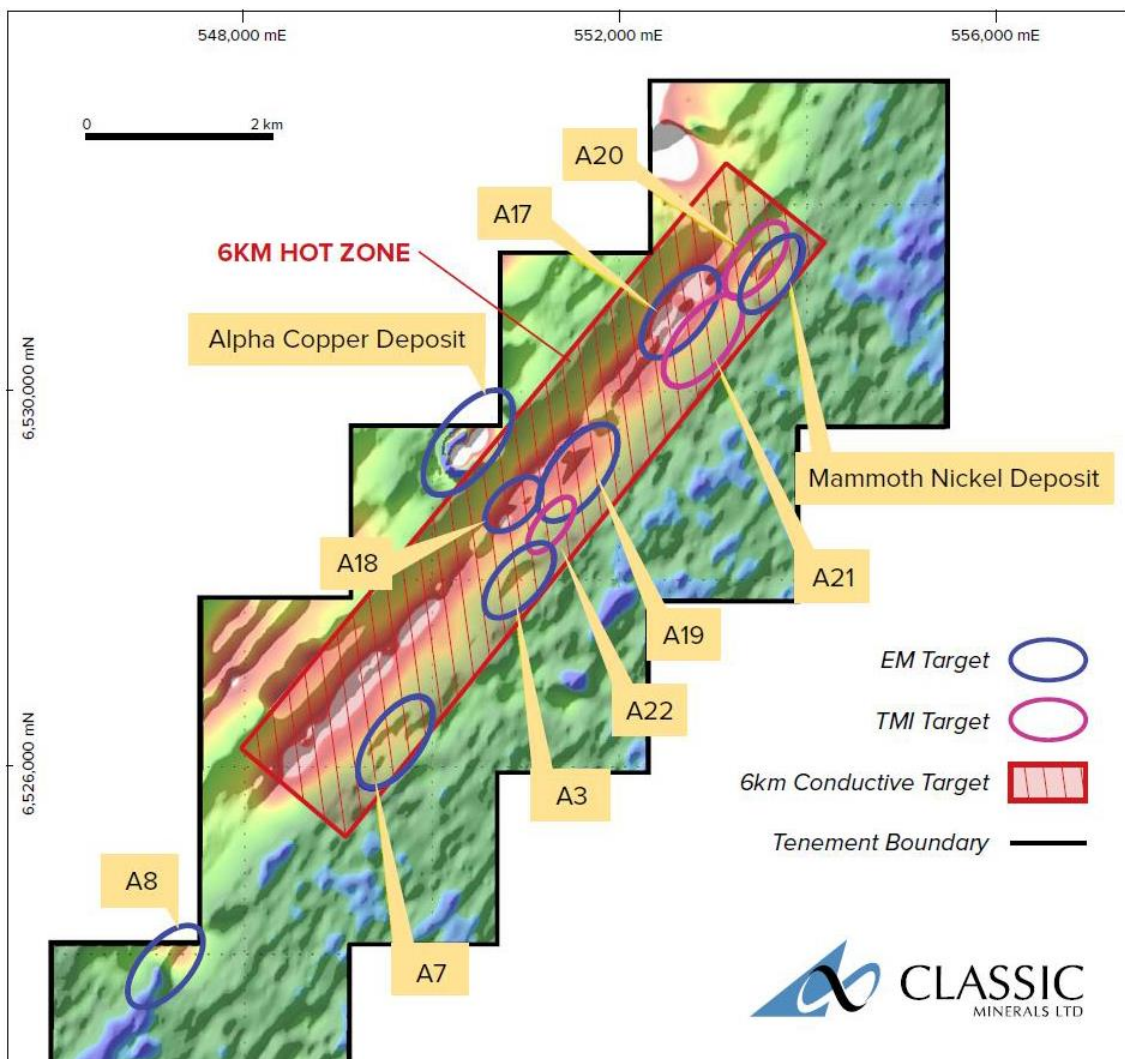 548,000 mE
552,000 mE
556,000 mE
0
2 km
A20
A17
6KM HOT ZONE
Alpha Copper Deposit
6,530,000 mN
Mammoth Nickel Deposit
A18
A21
A19
EM Target
A22
TMI Target
6,526,000 mN
6km Conductive Target
A3
Tenement Boundary
A8
A7
CLASSIC
MINERALS LTD